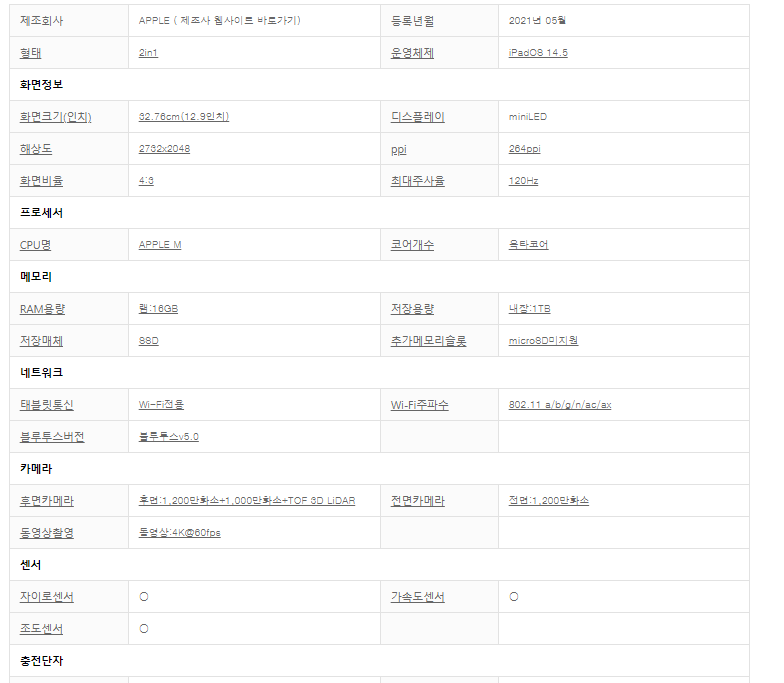 제조회사 APPLE ( 제조사 웹사이트 바로가기) 등록년월 2021년 05월
형태 2in1 운영체제 iPadOS 14.5
화면정보
화면크기(인치) 32.76cm(12.9인치) 디스플레이 miniLED
해상도 2732x2048 ppi 264ppi
화면비율 4:3 최대주사율 120Hz
프로세서
CPU명 APPLE M 코어개수 옥타코어
메모리
RAM용량 램:16GB 저장용량 내장:1TB
저장매체 SSD 추가메모리슬롯 microSD미지원
네트워크
태블릿통신 Wi-Fi전용 Wi-Fi주파수 802.11 a/b/g/n/ac/ax
블루투스버전 블루투스v5.0
카메라
후면카메라 후면:1,200만화소+1,000만화소+TOF 3D LiDAR 전면카메라 전면:1,200만화소
동영상촬영 동영상:4K@60fps
센서
자이로센서 ○ 가속도센서 ○
조도센서 ○
충전단자